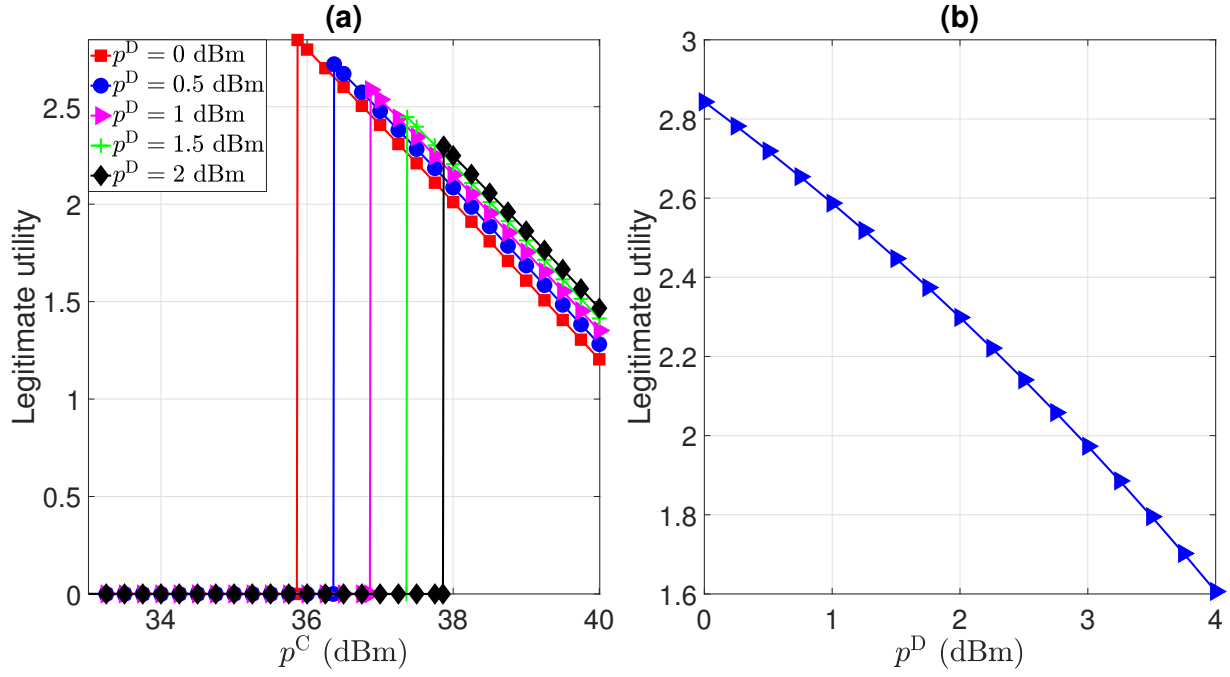 (a)
p^D = 0 dBm
p^D = 0.5 dBm
p^D = 1 dBm
p^D = 1.5 dBm
p^D = 2 dBm
2.5
2
1.5
1
0.5
0
Legitimate utility
34
36
38
40
p^C (dBm)
(b)
3
2.8
2.6
2.4
2.2
2
1.8
1.6
Legitimate utility
0
1
2
3
4
p^D (dBm)